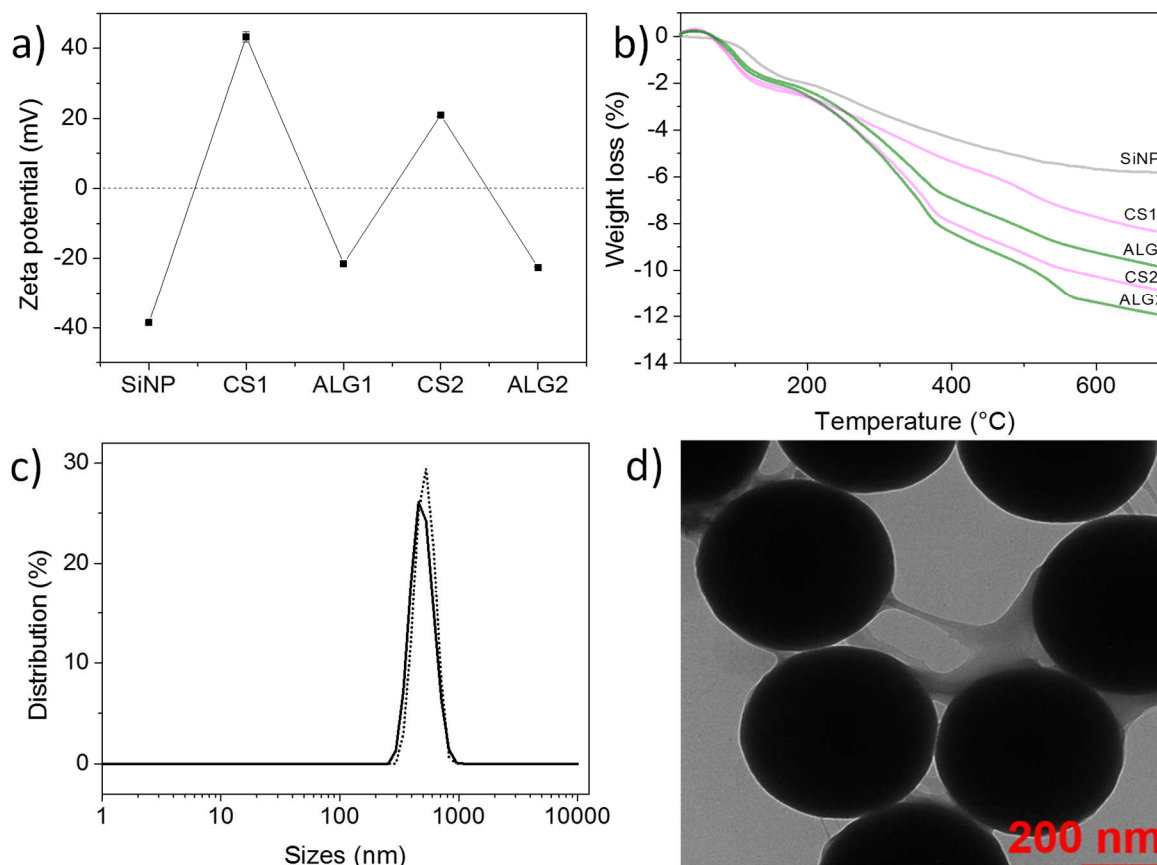 a)
Zeta potential (mV)
40
20
0
-20
-40
SiNP CS1 ALG1 CS2 ALG2
b)
Weight loss (%)
0
-2
-4
-6
-8
-10
-12
-14
SiNP
CS1
ALG
CS2
ALG2
200 400 600
Temperature (°C)
c)
Distribution (%)
30
20
10
0
1 10 100 1000 10000
Sizes (nm)
d)
200 nm